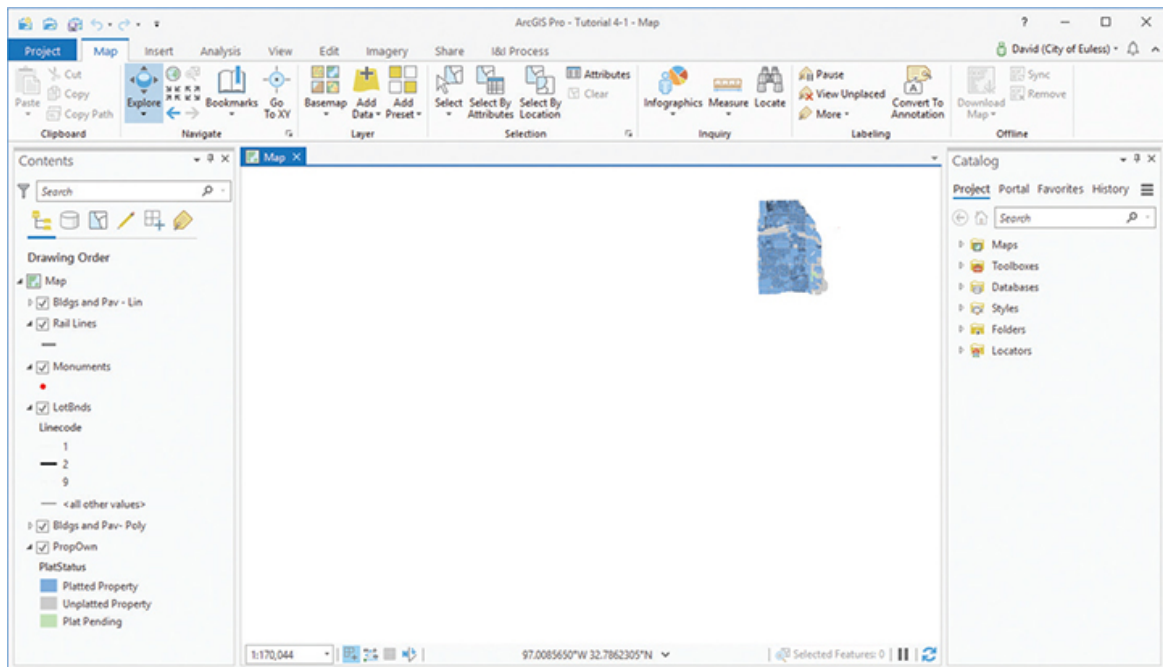 ArcGIS Pro - Tutorial 4-1 - Map
?
Project Map Insert Analysis View Edit Imagery Share I&I Process David (City of Euless)
Paste Cut Copy Copy Path
Explore Bookmarks Go To XY
Basemap Add Data Add Preset
Select Select By Attributes Select By Location Attributes Clear
Infographics Measure Locate
Pause View Unplaced More Convert To Annotation
Download Map Sync Remove
Clipboard Navigate Layer Selection Inquiry Labeling Offline
Contents
Search
Drawing Order
Map
Bldgs and Pav - Lin
Rail Lines
Monuments
LotBnds
Linecode
1
2
9
<all other values>
Bldgs and Pav- Poly
PropOwn
PlatStatus
Platted Property
Unplatted Property
Plat Pending
Map
1:170,044 97.0085650°W 32.7862305°N Selected Features: 0
Catalog
Project Portal Favorites History
Search
Maps
Toolboxes
Databases
Styles
Folders
Locators